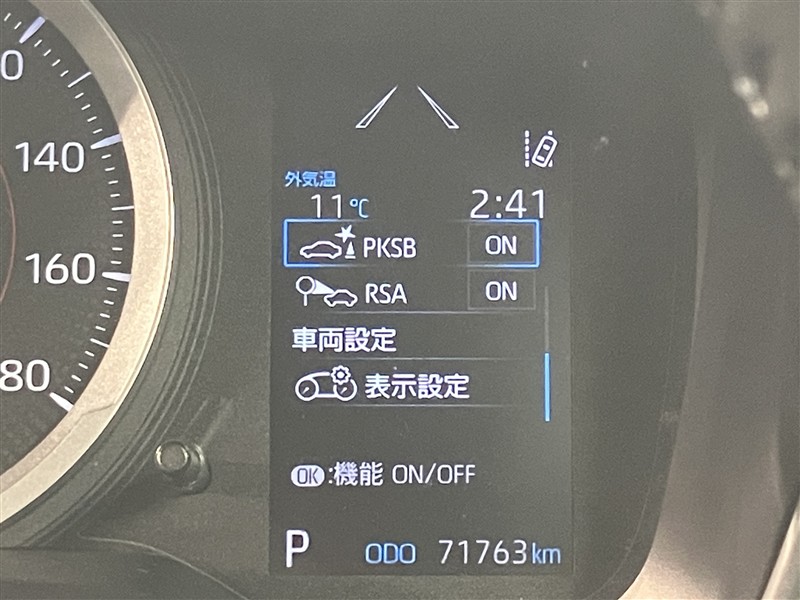 0
140
160
80
外気温
11℃ 2:41
PKSB ON
RSA ON
車両設定
表示設定
OK:機能 ON/OFF
P ODO 71763km